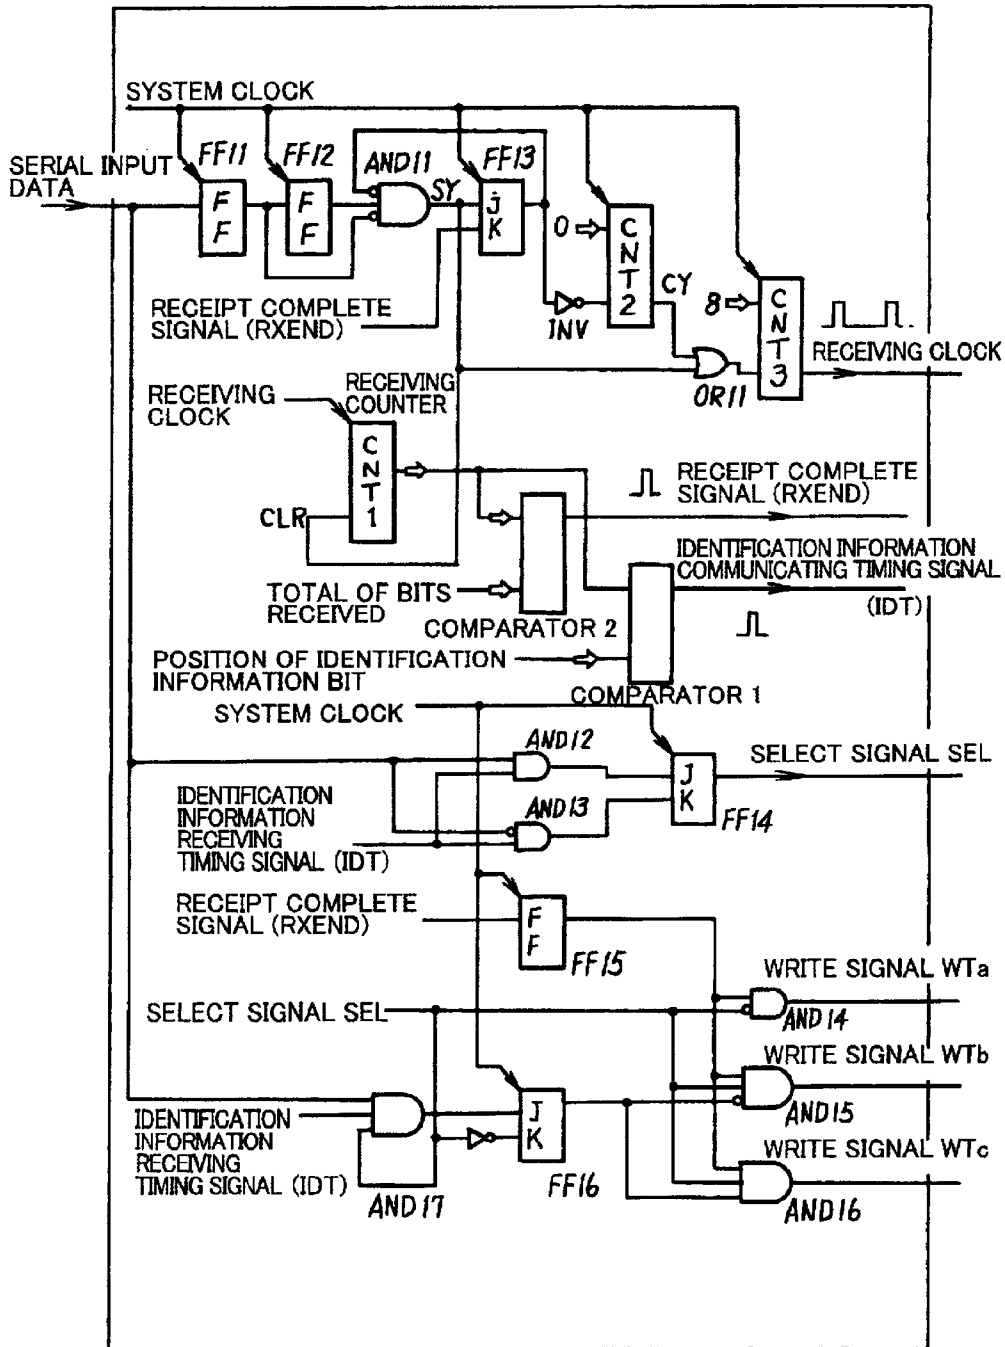 SYSTEM CLOCK
FF11
FF12
AND11
FF13
SERIAL INPUT
DATA
F
F
F
F
SY
J
K
0
C
N
T
2
CY
INV
RECEIPT COMPLETE
SIGNAL (RXEND)
8
C
N
T
3
OR11
RECEIVING CLOCK
RECEIVING
CLOCK
RECEIVING
COUNTER
C
N
T
1
CLR
RECEIPT COMPLETE
SIGNAL (RXEND)
IDENTIFICATION INFORMATION
COMMUNICATING TIMING SIGNAL
(IDT)
TOTAL OF BITS
RECEIVED
COMPARATOR 2
POSITION OF IDENTIFICATION
INFORMATION BIT
COMPARATOR 1
SYSTEM CLOCK
AND12
SELECT SIGNAL SEL
J
K
FF14
AND13
IDENTIFICATION
INFORMATION
RECEIVING
TIMING SIGNAL (IDT)
RECEIPT COMPLETE
SIGNAL (RXEND)
F
F
FF15
WRITE SIGNAL WTa
AND14
SELECT SIGNAL SEL
WRITE SIGNAL WTb
AND15
IDENTIFICATION
INFORMATION
RECEIVING
TIMING SIGNAL (IDT)
AND17
J
K
FF16
WRITE SIGNAL WTc
AND16